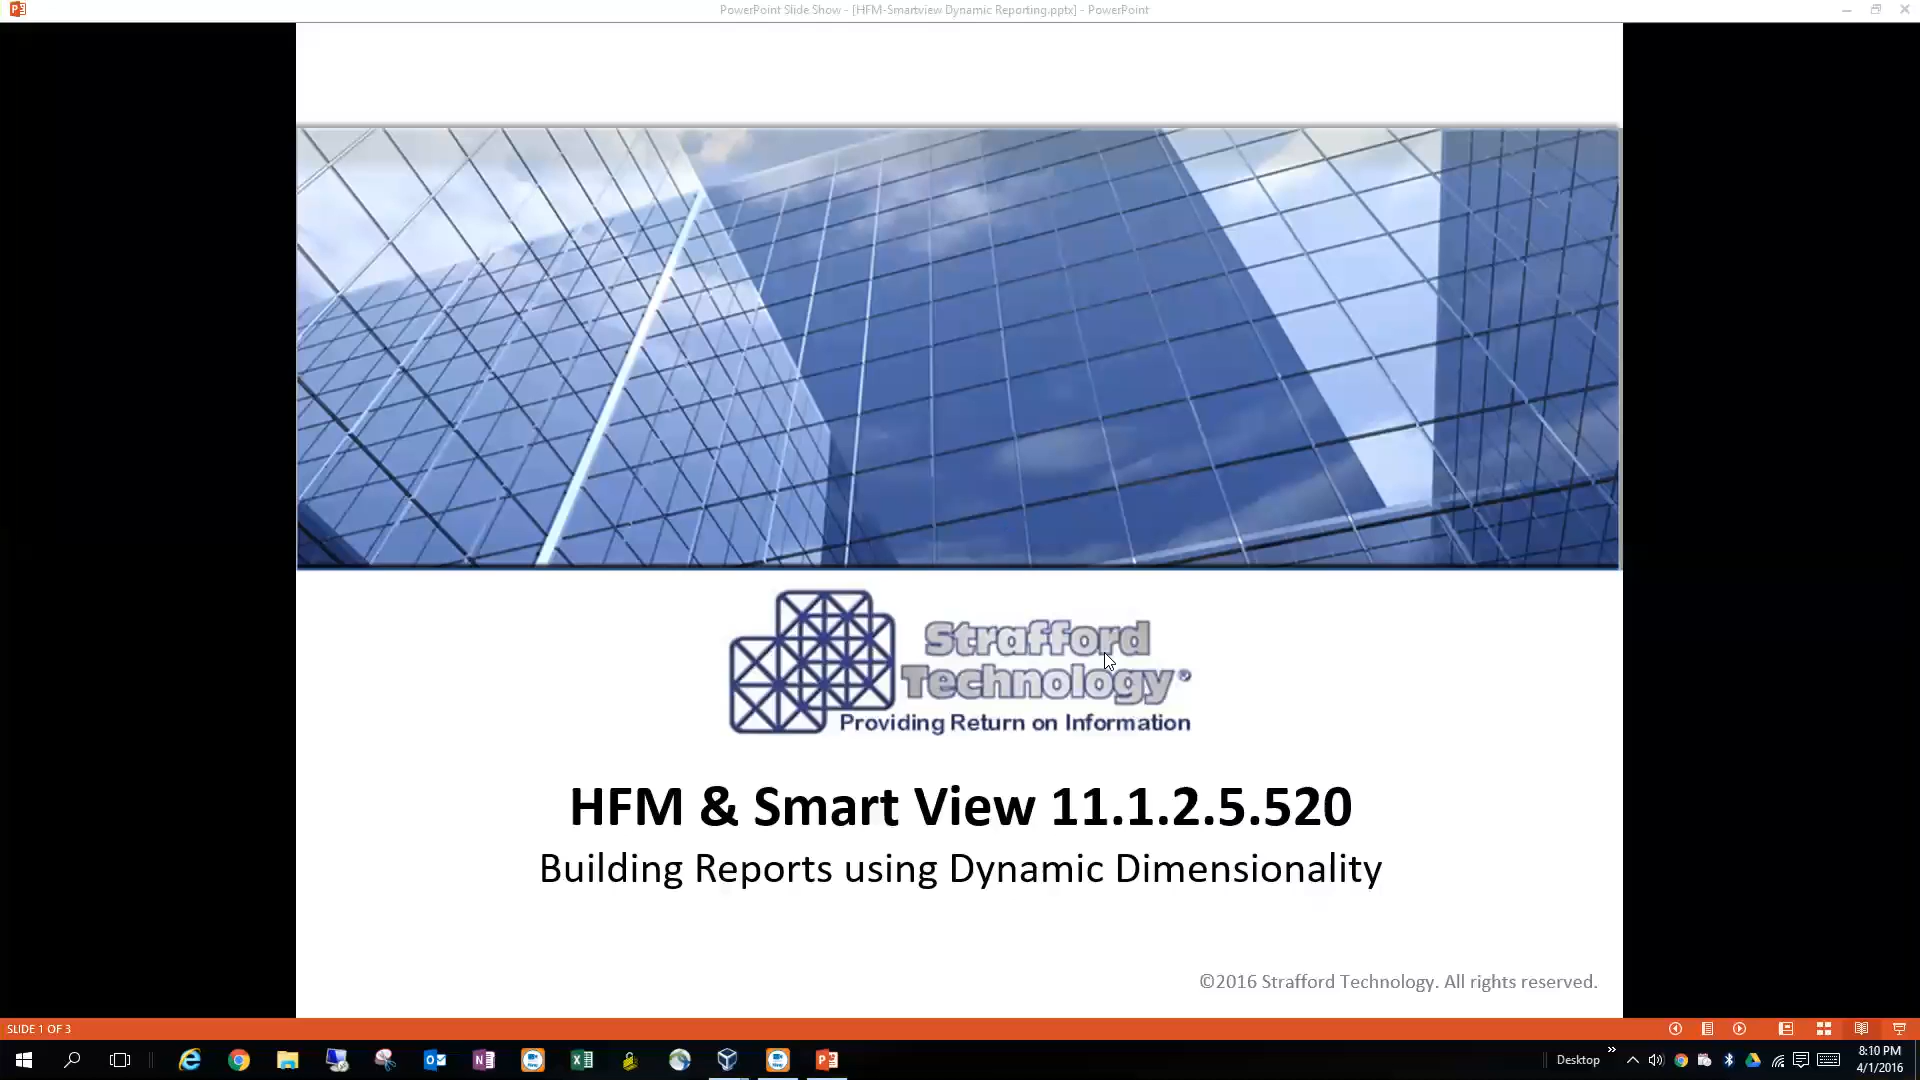 PowerPoint Slide Show - [HFM-Smartview Dynamic Reporting.pptx] - PowerPoint
Strafford
Technology®
Providing Return on Information
HFM & Smart View 11.1.2.5.520
Building Reports using Dynamic Dimensionality
©2016 Strafford Technology. All rights reserved.
SLIDE 1 OF 3
Desktop
8:10 PM
4/1/2016